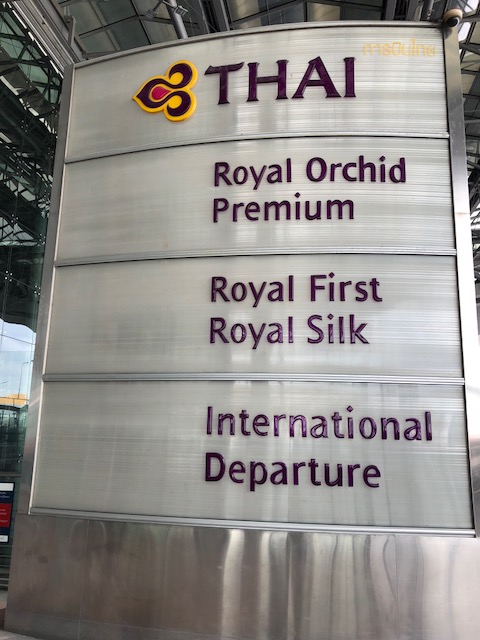 การบินไทย
THAI
Royal Orchid
Premium
Royal First
Royal Silk
International
Departure